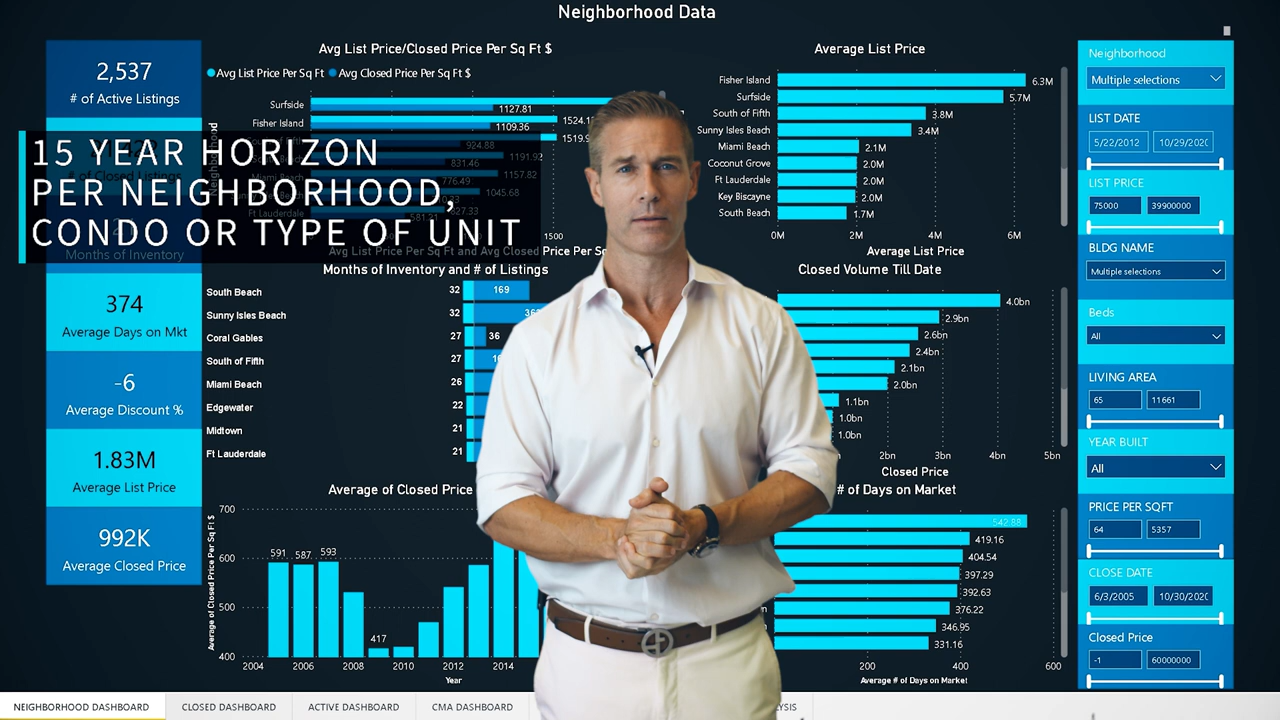 Neighborhood Data
2,537
# of Active Listings
Months of Inventory
374
Average Days on Mkt
-6
Average Discount %
1.83M
Average List Price
992K
Average Closed Price
15 YEAR HORIZON
PER NEIGHBORHOOD,
CONDO OR TYPE OF UNIT
Avg List Price/Closed Price Per Sq Ft $
Avg List Price Per Sq Ft
Avg Closed Price Per Sq Ft $
Surfside
1127.81
Fisher Island
1109.36
924.88
831.46
1157.82
776.49
1045.68
Ft Lauderdale
1500
Avg List Price Per Sq Ft and Avg Closed
Months of Inventory and # of Listings
South Beach
32
169
Sunny Isles Beach
32
Coral Gables
27
36
South of Fifth
27
Miami Beach
26
Edgewater
22
Midtown
21
Ft Lauderdale
21
Average of Closed Price
Average of Closed Price Per Sq Ft $
700
600
500
400
591
587
593
417
2004
2006
2008
2010
2012
2014
Year
Average List Price
Fisher Island
6.3M
Surfside
5.7M
South of Fifth
3.8M
Sunny Isles Beach
3.4M
Miami Beach
2.1M
Coconut Grove
2.0M
Ft Lauderdale
2.0M
Key Biscayne
2.0M
South Beach
1.7M
0M
2M
4M
6M
Average List Price
Closed Volume Till Date
4.0bn
2.9bn
2.6bn
2.4bn
2.1bn
2.0bn
1.1bn
1.0bn
1.0bn
2bn
3bn
4bn
5bn
Closed Price
# of Days on Market
542.88
419.16
404.54
397.29
392.63
376.22
346.95
331.16
200
400
600
Average # of Days on Market
Neighborhood
Multiple selections
LIST DATE
5/22/2012
10/29/202
LIST PRICE
75000
39900000
BLDG NAME
Multiple selections
Beds
All
LIVING AREA
65
11661
YEAR BUILT
All
PRICE PER SQFT
64
5357
CLOSE DATE
6/3/2005
10/30/202
Closed Price
-1
60000000
NEIGHBORHOOD DASHBOARD
CLOSED DASHBOARD
ACTIVE DASHBOARD
CMA DASHBOARD
YSIS